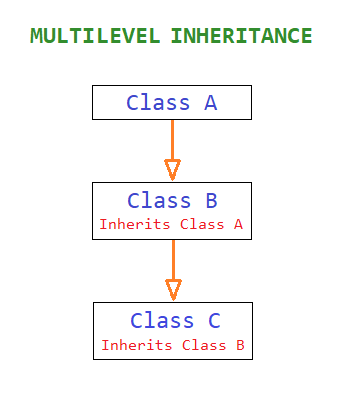 MULTILEVEL INHERITANCE
Class A
Class B
Inherits Class A
Class C
Inherits Class B